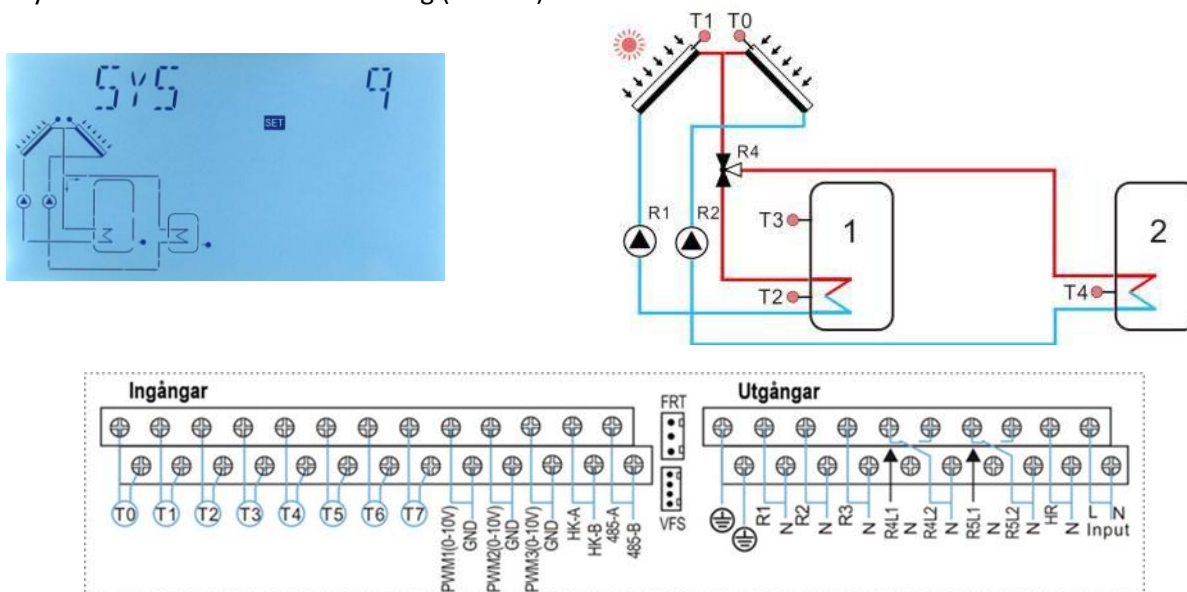 SYS 9
SET
T1 T0
R4
R1 R2
T3
1
2
T2
T4
Ingångar
FRT
Utgångar
T0 T1 T2 T3 T4 T5 T6 T7
PWM1(0-10V)
GND
PWM2(0-10V)
GND
PWM3(0-10V)
GND
HK-A
HK-B
485-A
485-B
VFS
R1
N
R2
N
R3
N
R4L1
N
R4L2
N
R5L1
N
R5L2
N
HR
N
L N
Input